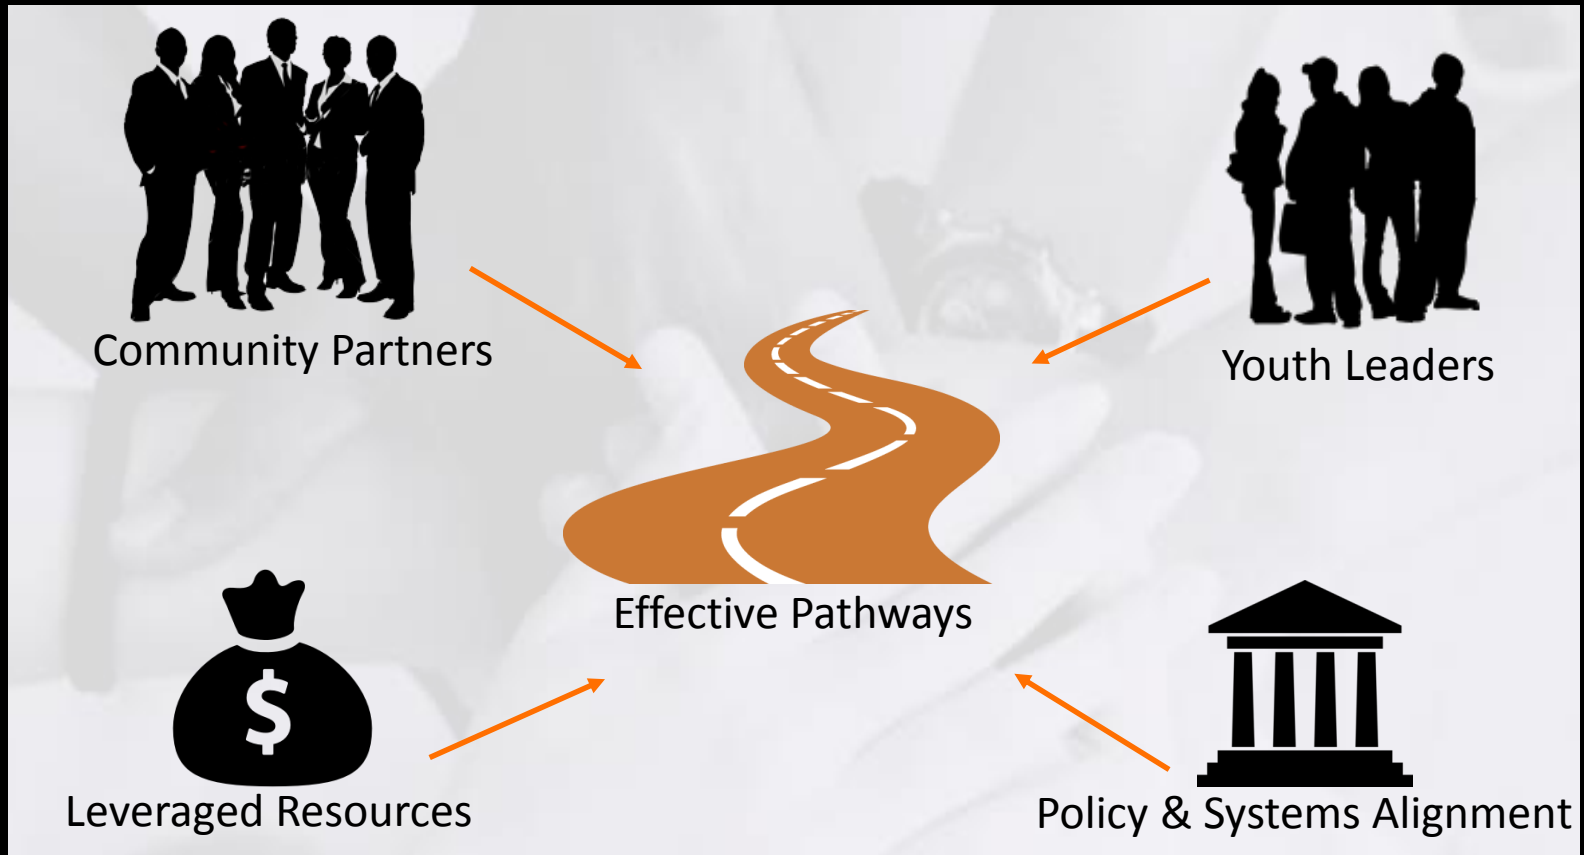 Community Partners
Youth Leaders
Effective Pathways
$
Leveraged Resources
Policy & Systems Alignment